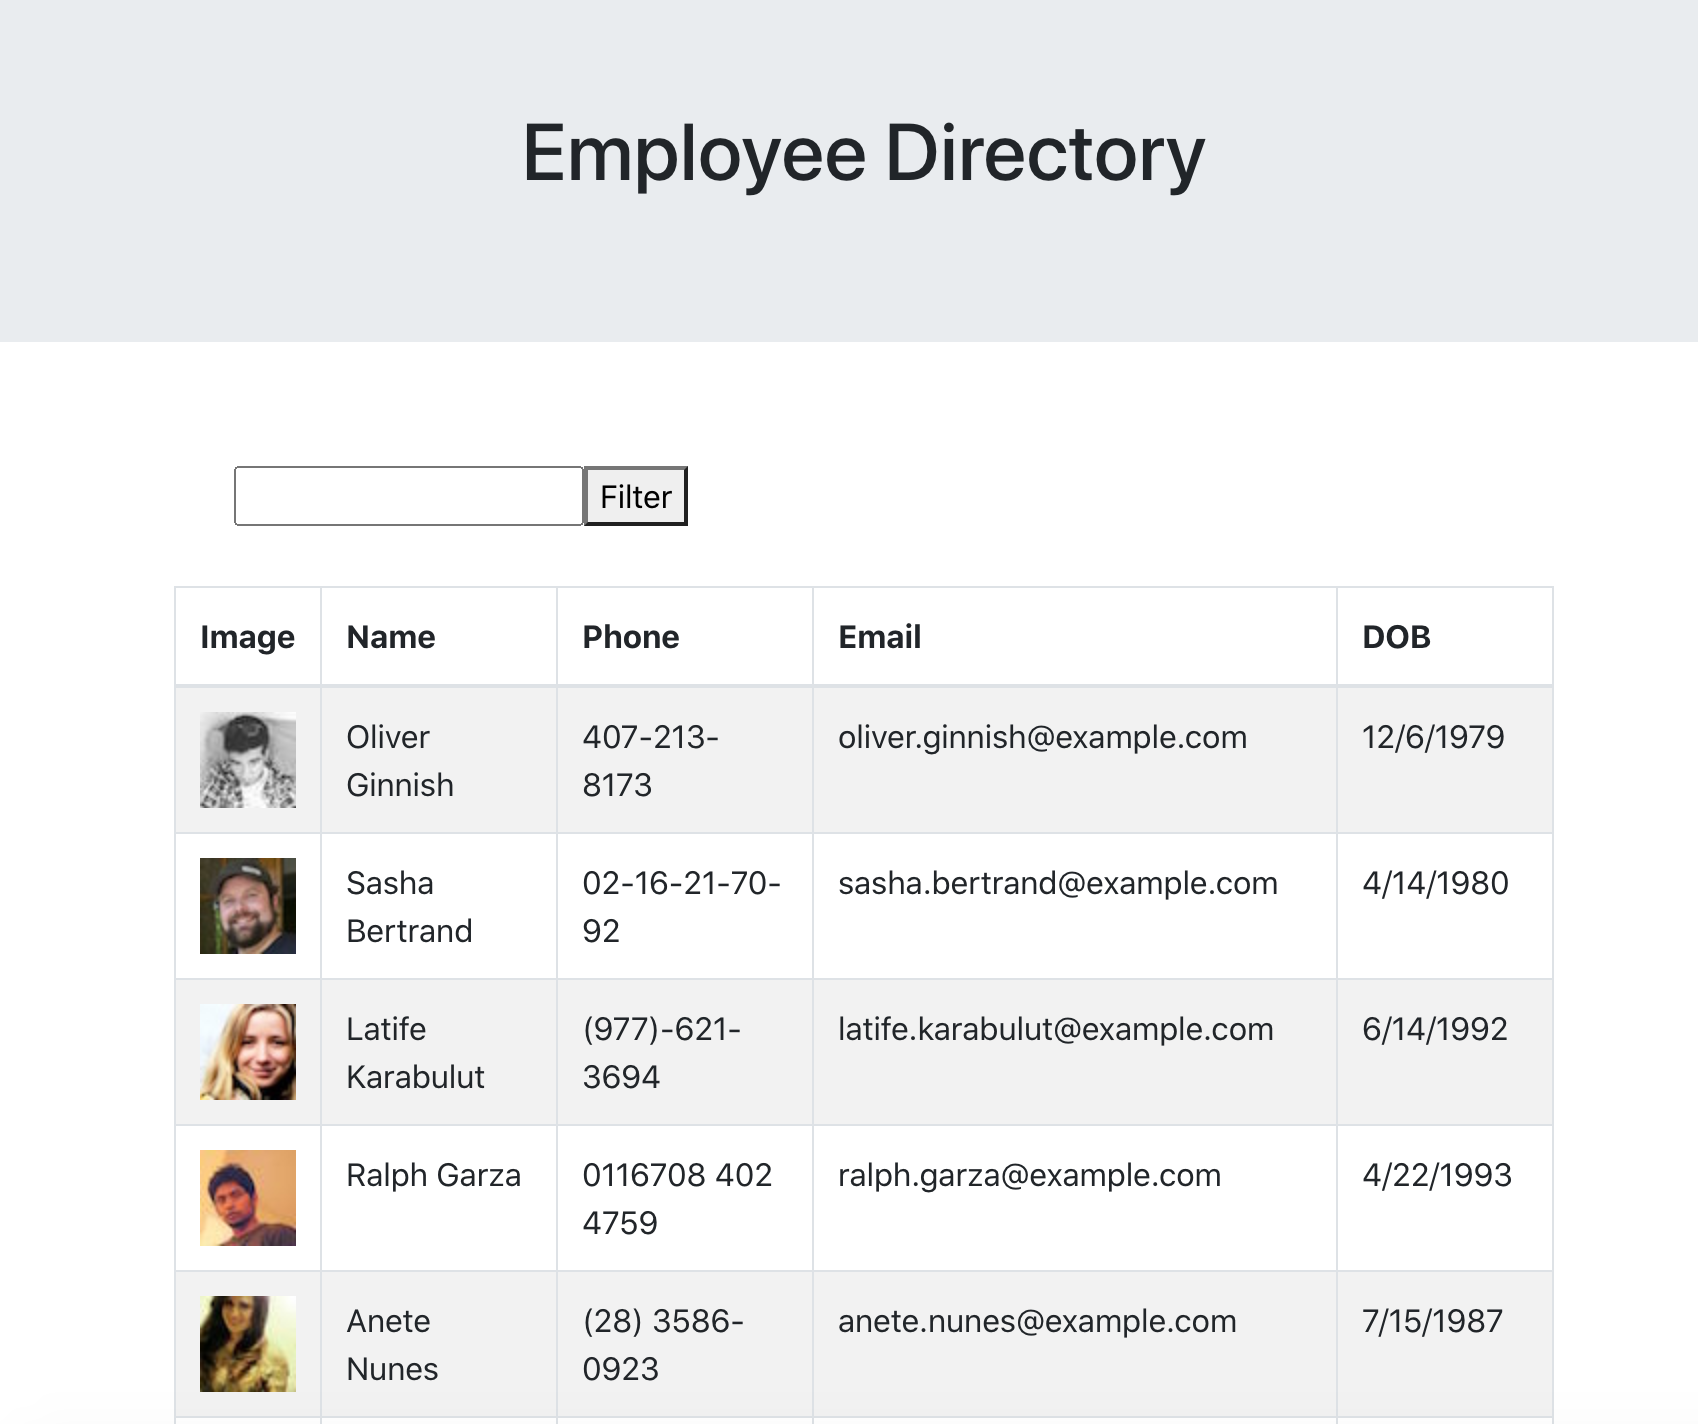 Employee Directory
Filter
Image Name Phone Email DOB
Oliver 407-213- oliver.ginnish@example.com 12/6/1979
Ginnish 8173
Sasha 02-16-21-70- sasha.bertrand@example.com 4/14/1980
Bertrand 92
Latife (977)-621- latife.karabulut@example.com 6/14/1992
Karabulut 3694
Ralph Garza 0116708 402 ralph.garza@example.com 4/22/1993
4759
Anete (28) 3586- anete.nunes@example.com 7/15/1987
Nunes 0923